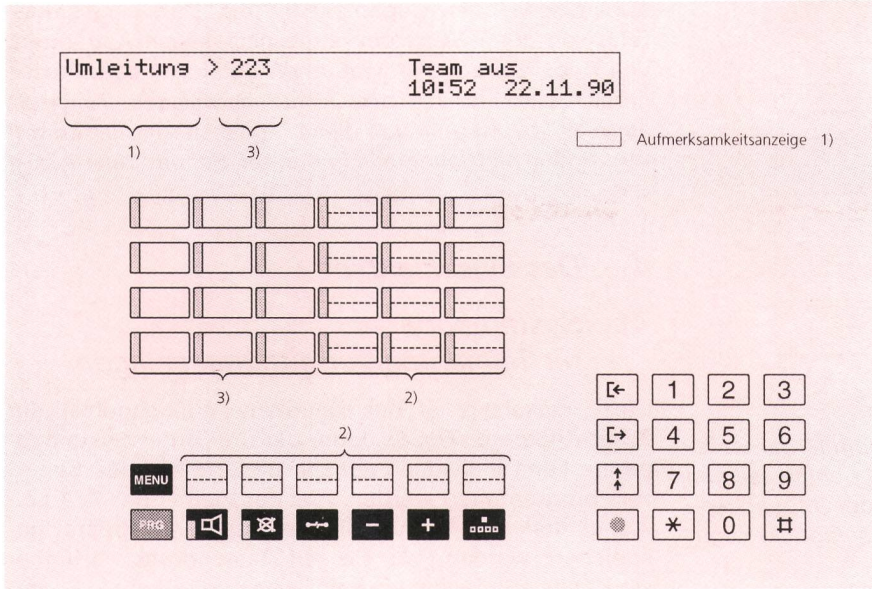 Umleitung > 223 Team aus
10:52 22.11.90
1) 3)
Aufmerksamkeitsanzeige 1)
3) 2)
2)
MENU
PRG
1 2 3
4 5 6
7 8 9
* 0 #